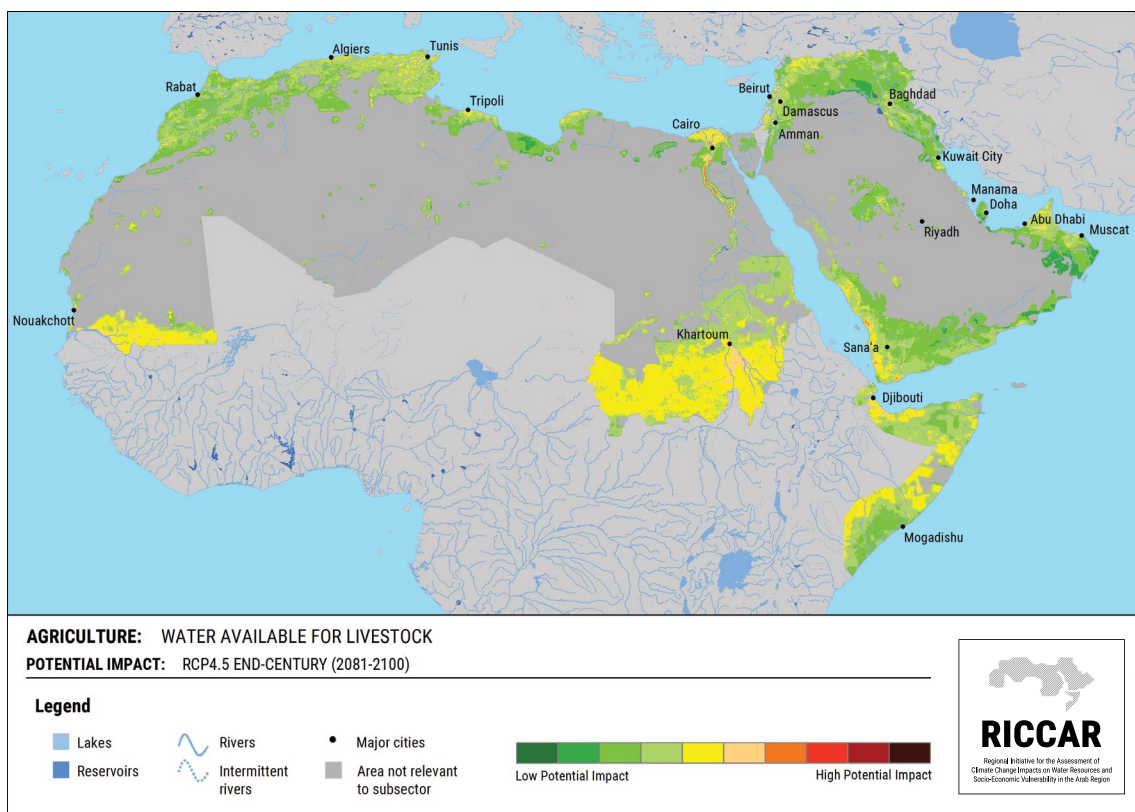 Algiers
Tunis
Rabat
Tripoli
Beirut
Baghdad
Damascus
Cairo
Amman
Kuwait City
Manama
Doha
Abu Dhabi
Riyadh
Muscat
Nouakchott
Khartoum
Sana'a
Djibouti
Mogadishu
AGRICULTURE: WATER AVAILABLE FOR LIVESTOCK
POTENTIAL IMPACT: RCP4.5 END-CENTURY (2081-2100)
Legend
Lakes
Rivers
Major cities
Reservoirs
Intermittent
rivers
Area not relevant
to subsector
Low Potential Impact
High Potential Impact
RICCAR
Regional Initiative for the Assessment of
Climate Change Impacts on Water Resources and
Socio-Economic Vulnerability in the Arab Region